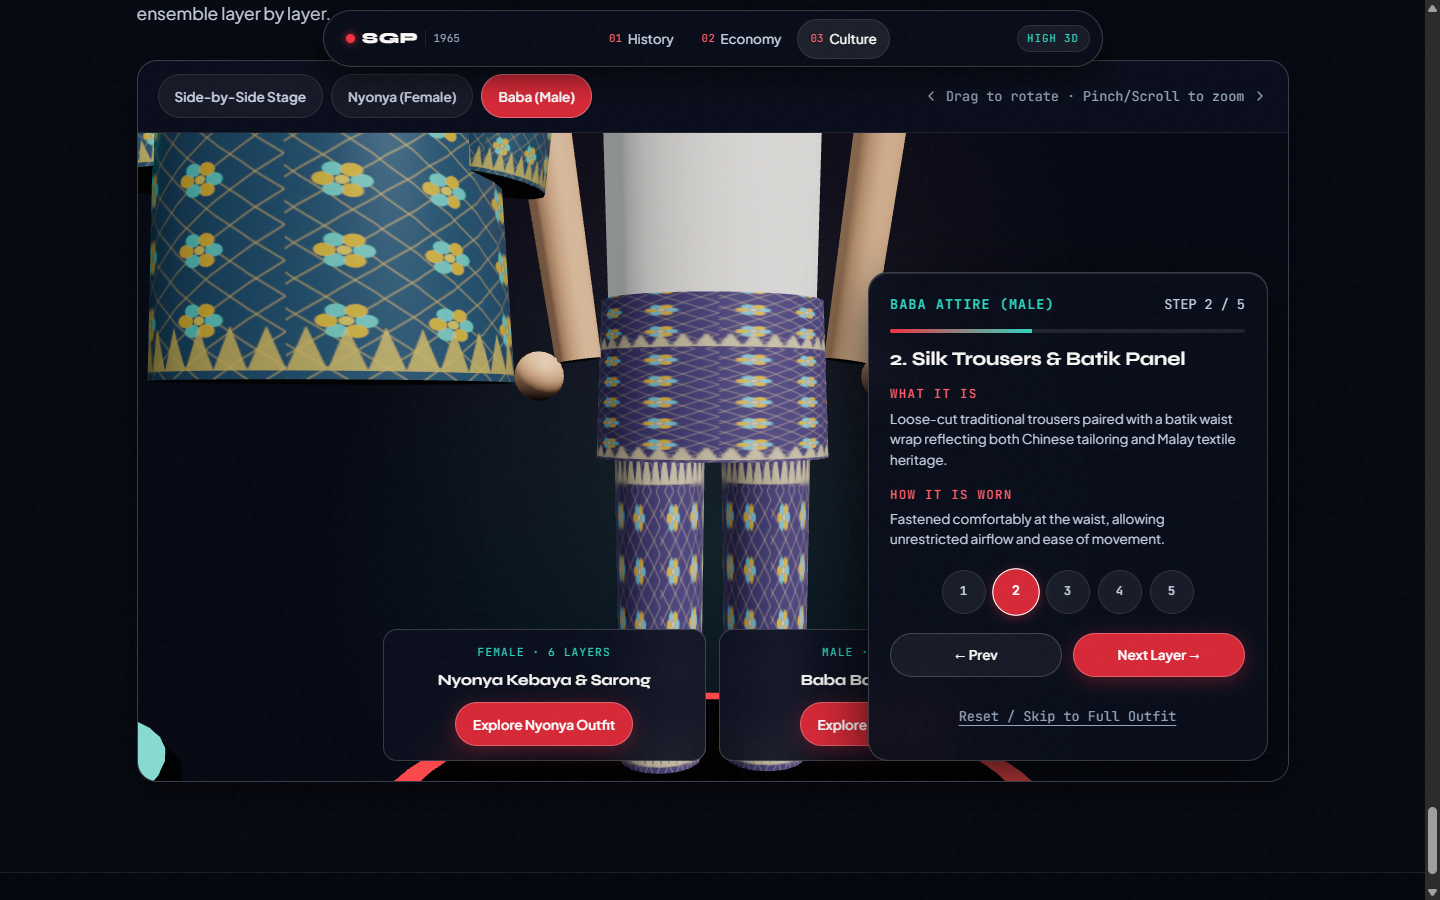 ensemble layer by layer.
SGP 1965
01 History 02 Economy 03 Culture
HIGH 3D
Side-by-Side Stage Nyonya (Female) Baba (Male)
Drag to rotate · Pinch/Scroll to zoom
BABA ATTIRE (MALE) STEP 2 / 5
2. Silk Trousers & Batik Panel
WHAT IT IS
Loose-cut traditional trousers paired with a batik waist
wrap reflecting both Chinese tailoring and Malay textile
heritage.
HOW IT IS WORN
Fastened comfortably at the waist, allowing
unrestricted airflow and ease of movement.
1 2 3 4 5
← Prev Next Layer →
Reset / Skip to Full Outfit
FEMALE · 6 LAYERS
Nyonya Kebaya & Sarong
Explore Nyonya Outfit
MALE ·
Baba
Explore